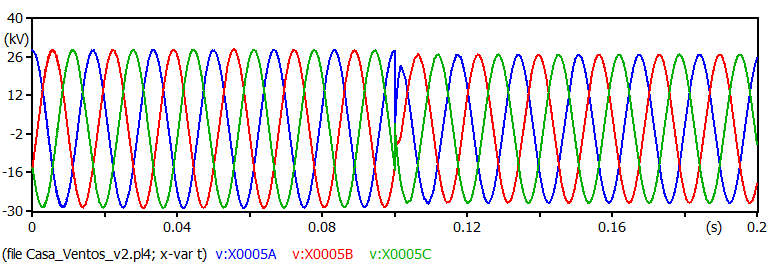 40
(kV)
26
12
-2
-16
-30
0 0.04 0.08 0.12 0.16 (s) 0.2
(file Casa_Ventos_v2.pl4; x-var t) v:X0005A v:X0005B v:X0005C